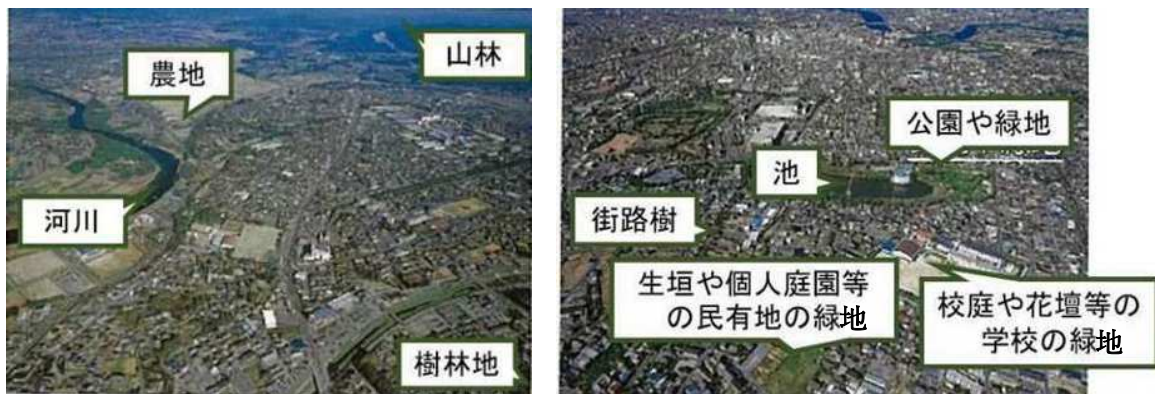 山林
農地
河川
樹林地
公園や緑地
池
街路樹
生垣や個人庭園等
の民有地の緑地
校庭や花壇等の
学校の緑地